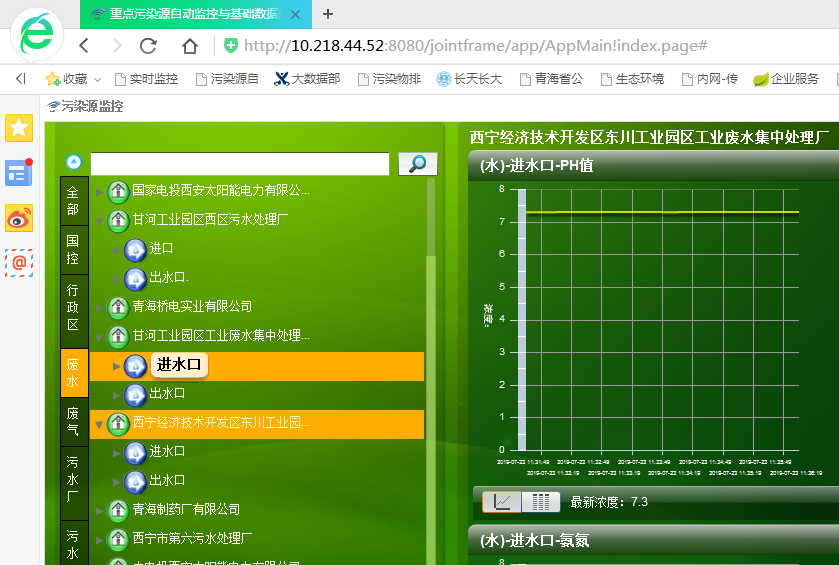 重点污染源自动监控与基础数据
http://10.218.44.52:8080/jointframe/app/AppMain!index.page#
收藏 实时监控 污染源自 大数据部 污染物排 长天长大 青海省公 生态环境 内网-传 企业服务
污染源监控
全部
国控
行政区
废水
废气
污水厂
污水
国家电投西安太阳能电力有限公...
甘河工业园区西区污水处理厂
进口
出水口.
青海桥电实业有限公司
甘河工业园区工业废水集中处理...
进水口
出水口
西宁经济技术开发区东川工业园...
进水口
出水口
青海制药厂有限公司
西宁市第六污水处理厂
西宁经济技术开发区东川工业园区工业废水集中处理厂
(水)-进水口-PH值
8
7
6
5
4
3
2
1
0
浓度:
2019-07-23 11:31:49 2019-07-23 11:32:49 2019-07-23 11:33:49 2019-07-23 11:34:49 2019-07-23 11:35:49
2019-07-23 11:32:19 2019-07-23 11:33:19 2019-07-23 11:34:19 2019-07-23 11:35:19 2019-07-23 11:36:19
最新浓度：7.3
(水)-进水口-氨氮
8